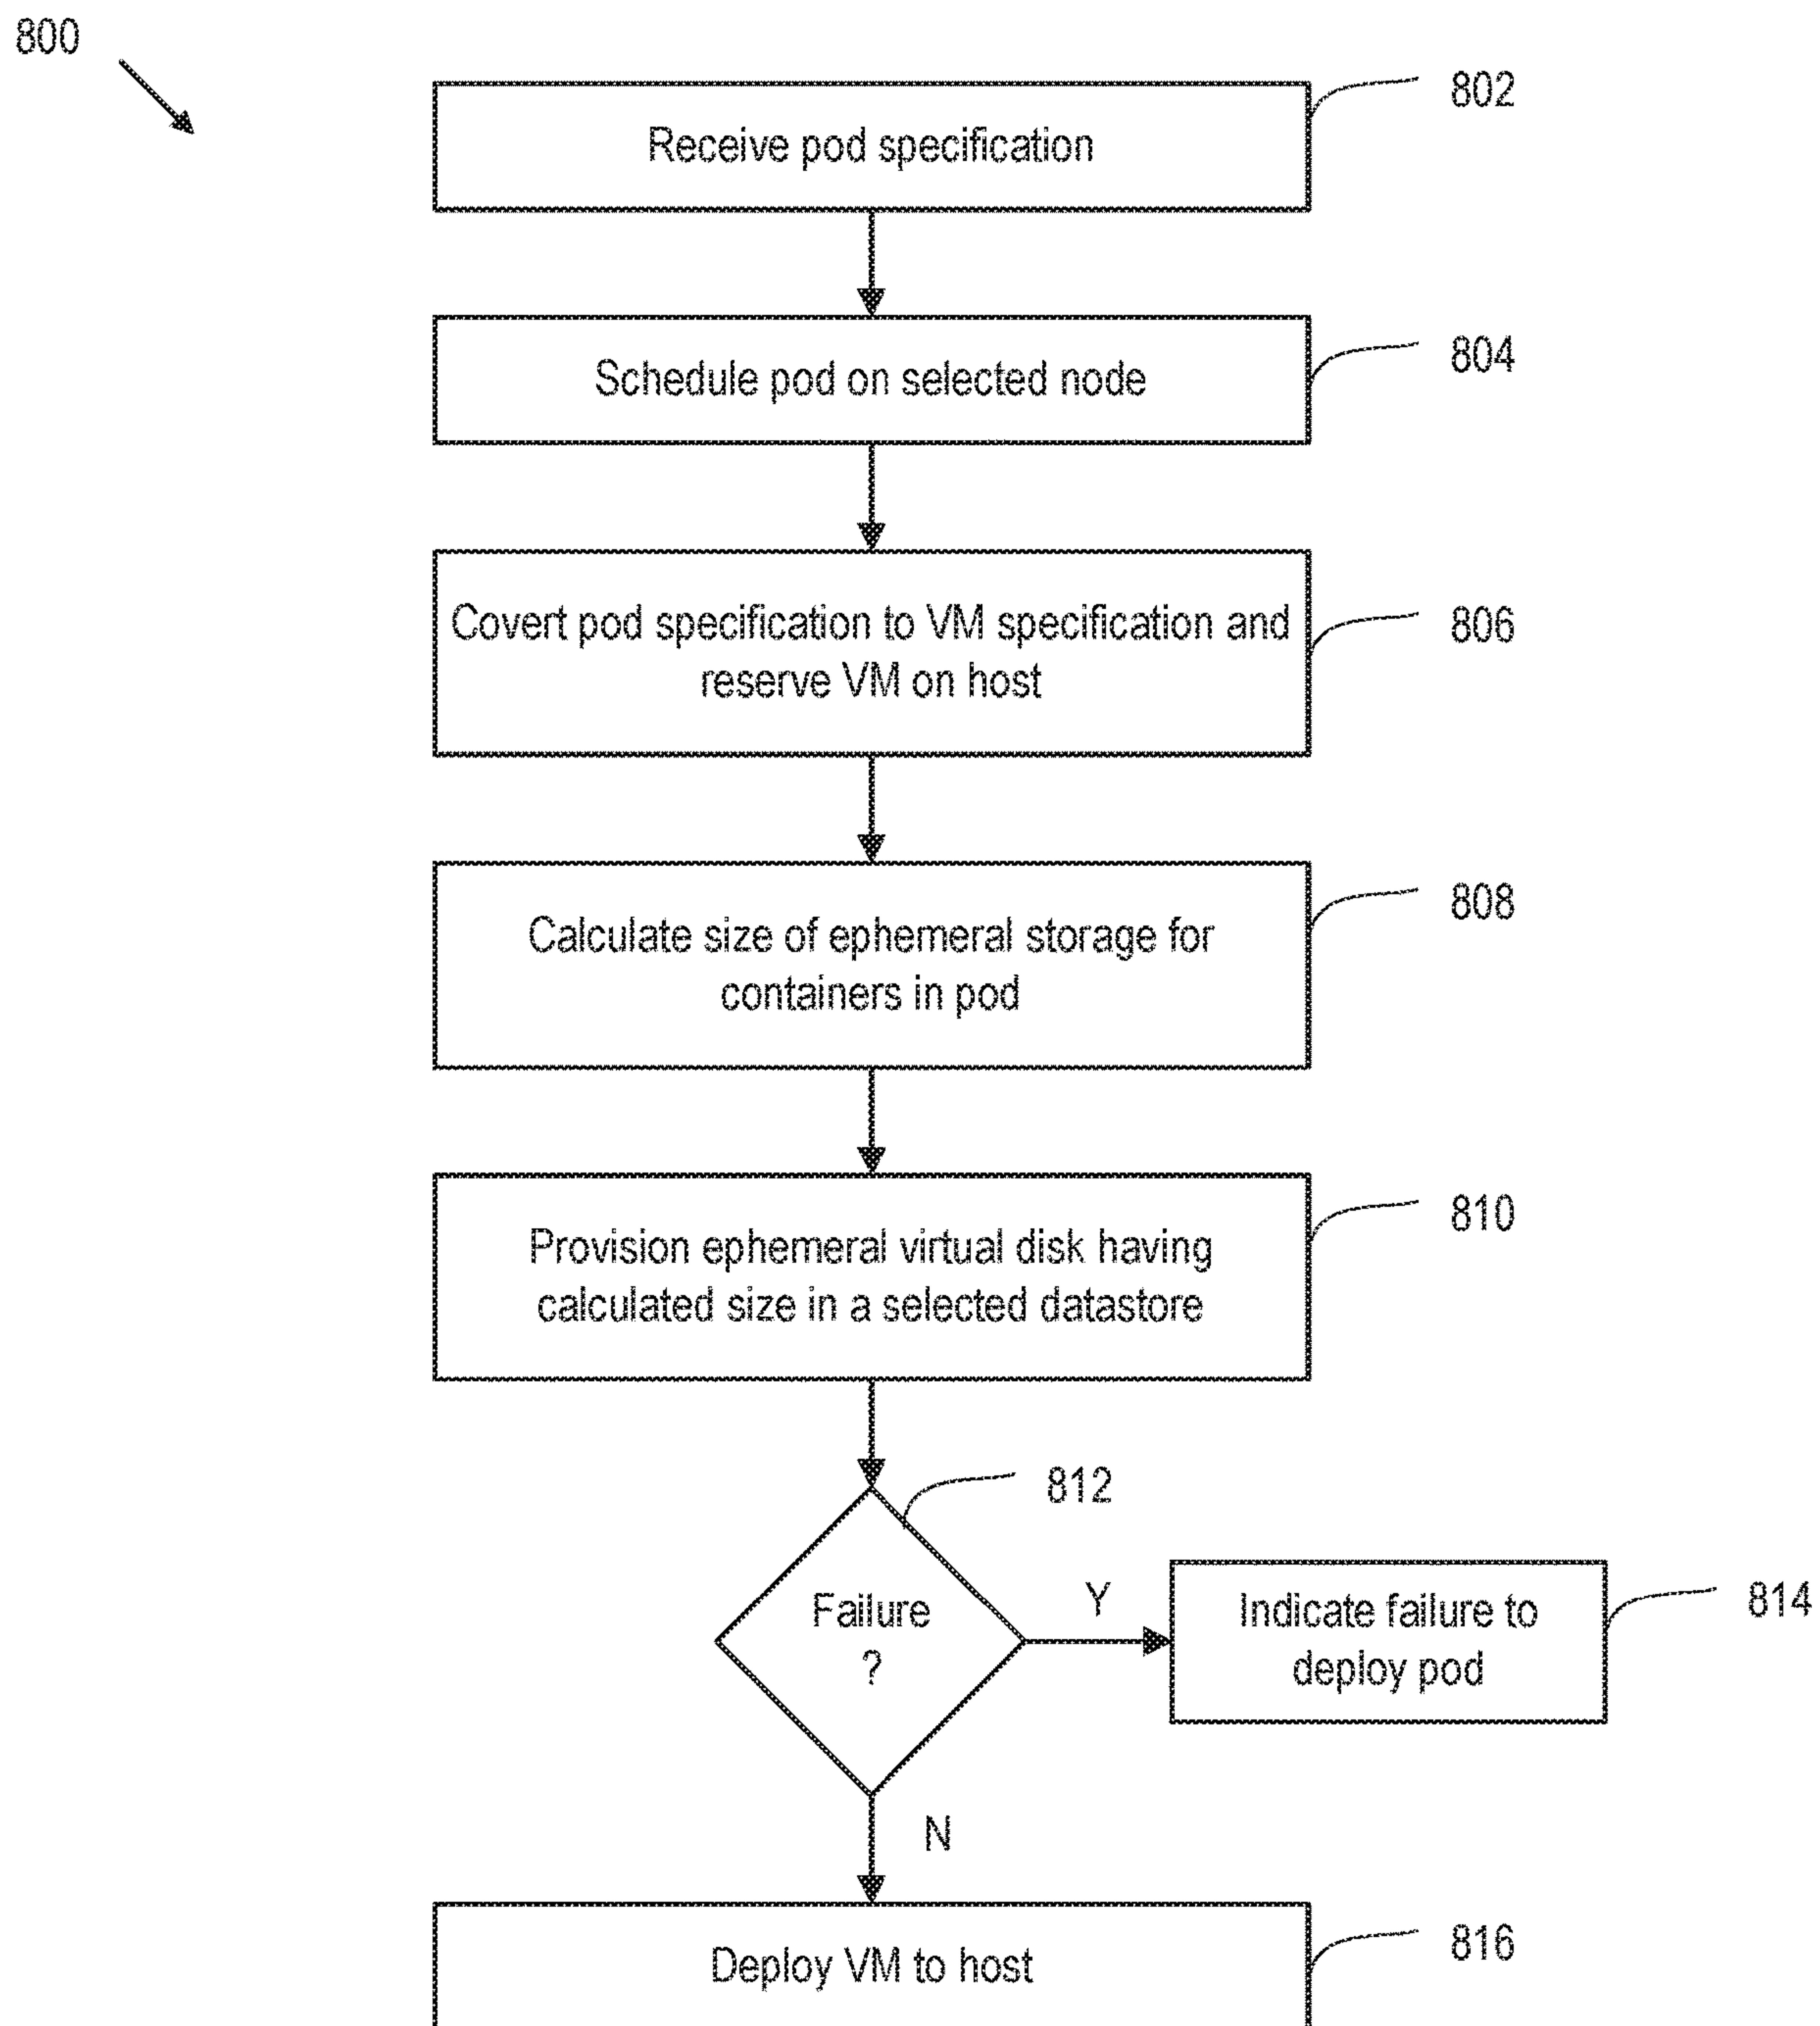 800
802
Receive pod specification
804
Schedule pod on selected node
806
Covert pod specification to VM specification and
reserve VM on host
808
Calculate size of ephemeral storage for
containers in pod
810
Provision ephemeral virtual disk having
calculated size in a selected datastore
812
Failure
?
Y
Indicate failure to
deploy pod
814
N
816
Deploy VM to host